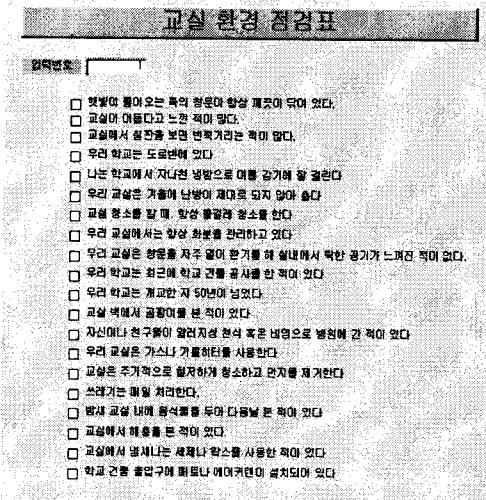 교실 환경 점검표
입력번호
햇빛이 들어오는 쪽의 창문이 항상 깨끗이 닦여 있다.
교실이 어둡다고 느낀 적이 많다.
교실에서 칠판을 보면 번쩍거리는 적이 많다.
우리 학교는 도로변에 있다
나는 학교에서 지나친 냉방으로 여름 감기에 잘 걸린다
우리 교실은 겨울에 난방이 제대로 되지 않아 춥다
교실 청소를 할 때, 항상 물걸레 청소를 한다
우리 교실에서는 항상 화분을 관리하고 있다
우리 교실은 창문을 자주 열어 환기를 해 실내에서 탁한 공기가 느껴진 적이 없다.
우리 학교는 최근에 학교 건물 공사를 한 적이 있다
우리 학교는 개교한 지 50년이 넘었다
교실 벽에서 곰팡이를 본 적이 있다
자신이나 친구들이 알러지성 천식 혹은 비염으로 병원에 간 적이 있다
우리 교실은 가스나 기름히터를 사용한다
교실은 주기적으로 철저하게 청소하고 먼지를 제거한다
쓰레기는 매일 처리한다.
밤새 교실 내에 음식물을 두어 다음날 본 적이 있다
교실에서 해충을 본 적이 있다
교실에서 냄새나는 세제나 왁스를 사용한 적이 있다
학교 건물 출입구에 매트나 에어커텐이 설치되어 있다